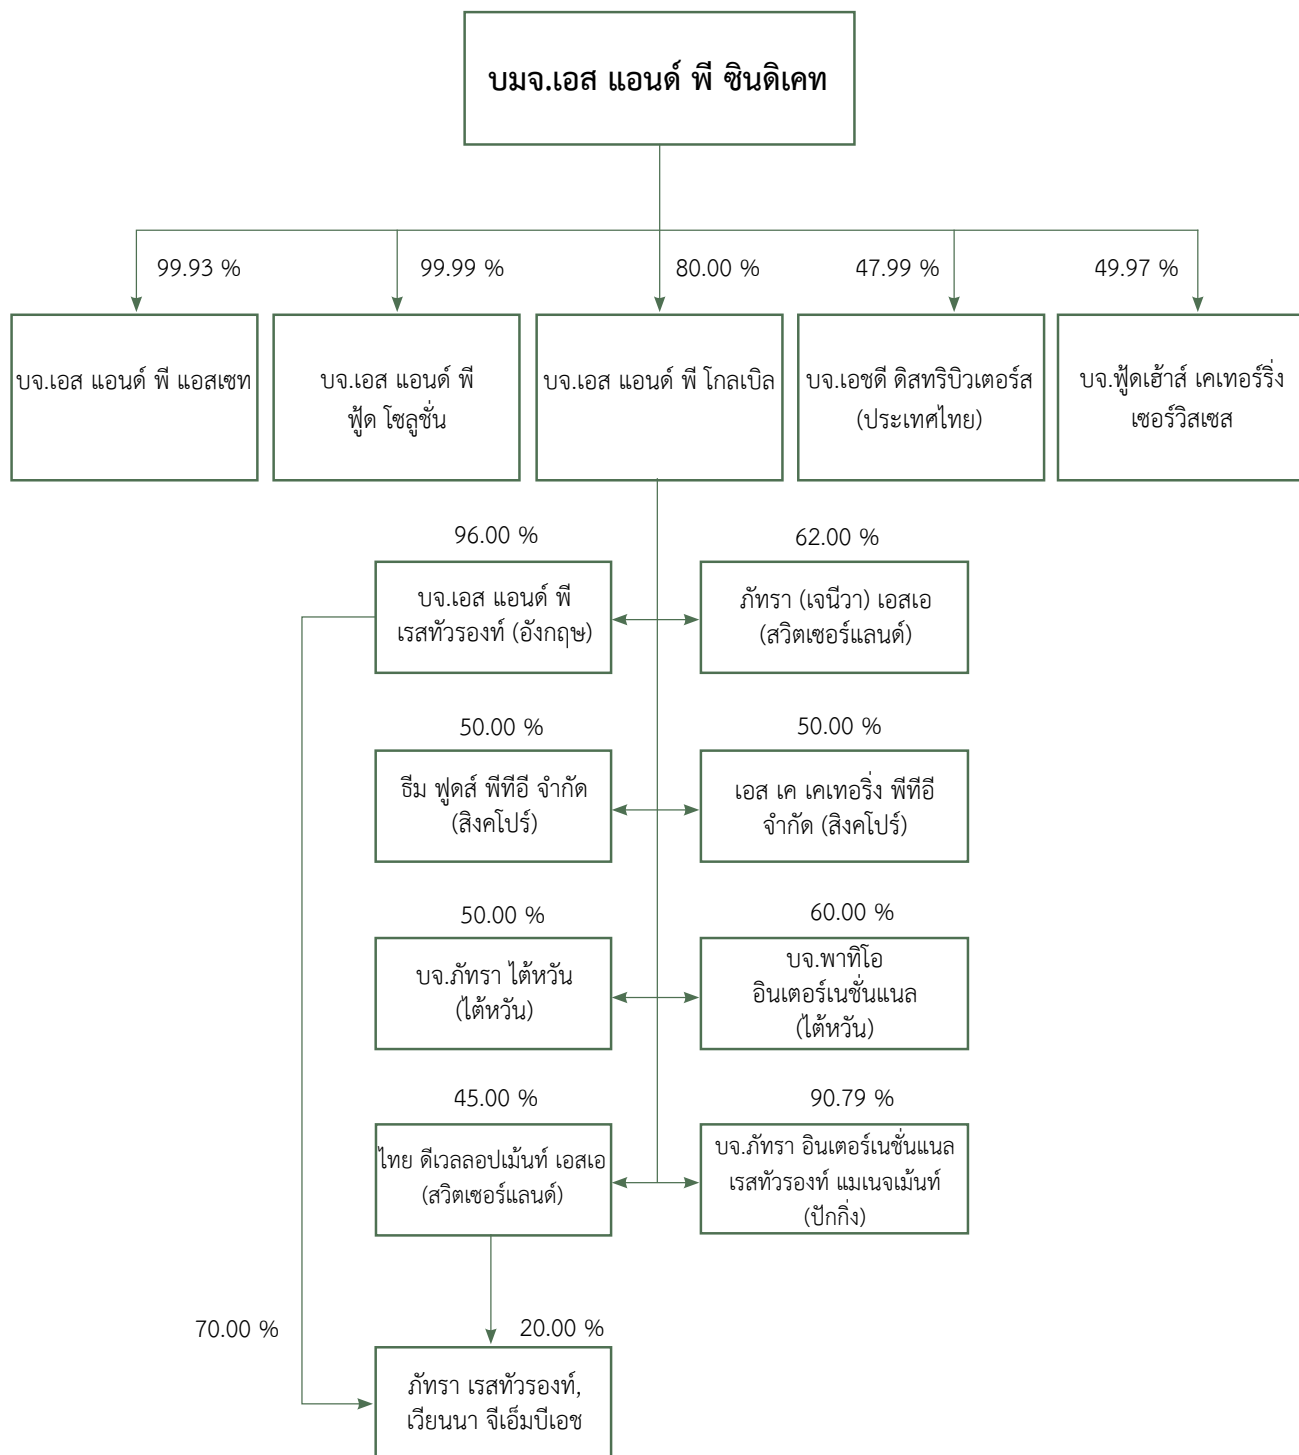 บมจ.เอส แอนด์ พี ซินดิเคท
99.93 %
99.99 %
80.00 %
47.99 %
49.97 %
บจ.เอส แอนด์ พี แอสเซท
บจ.เอส แอนด์ พี
ฟู้ด โซลูชั่น
บจ.เอส แอนด์ พี โกลเบิล
บจ.เอชดี ดิสทริบิวเตอร์ส
(ประเทศไทย)
บจ.ฟู้ดเฮ้าส์ เคเทอร์ริ่ง
เซอร์วิสเซส
96.00 %
62.00 %
บจ.เอส แอนด์ พี
เรสทัวรองท์ (อังกฤษ)
ภัทรา (เจนีวา) เอสเอ
(สวิตเซอร์แลนด์)
50.00 %
50.00 %
ธีม ฟูดส์ พีทีอี จำกัด
(สิงคโปร์)
เอส เค เคเทอริ่ง พีทีอี
จำกัด (สิงคโปร์)
50.00 %
60.00 %
บจ.ภัทรา ไต้หวัน
(ไต้หวัน)
บจ.พาทิโอ
อินเตอร์เนชั่นแนล
(ไต้หวัน)
45.00 %
90.79 %
ไทย ดีเวลลอปเม้นท์ เอสเอ
(สวิตเซอร์แลนด์)
บจ.ภัทรา อินเตอร์เนชั่นแนล
เรสทัวรองท์ แมเนจเม้นท์
(ปักกิ่ง)
70.00 %
20.00 %
ภัทรา เรสทัวรองท์,
เวียนนา จีเอ็มบีเอช